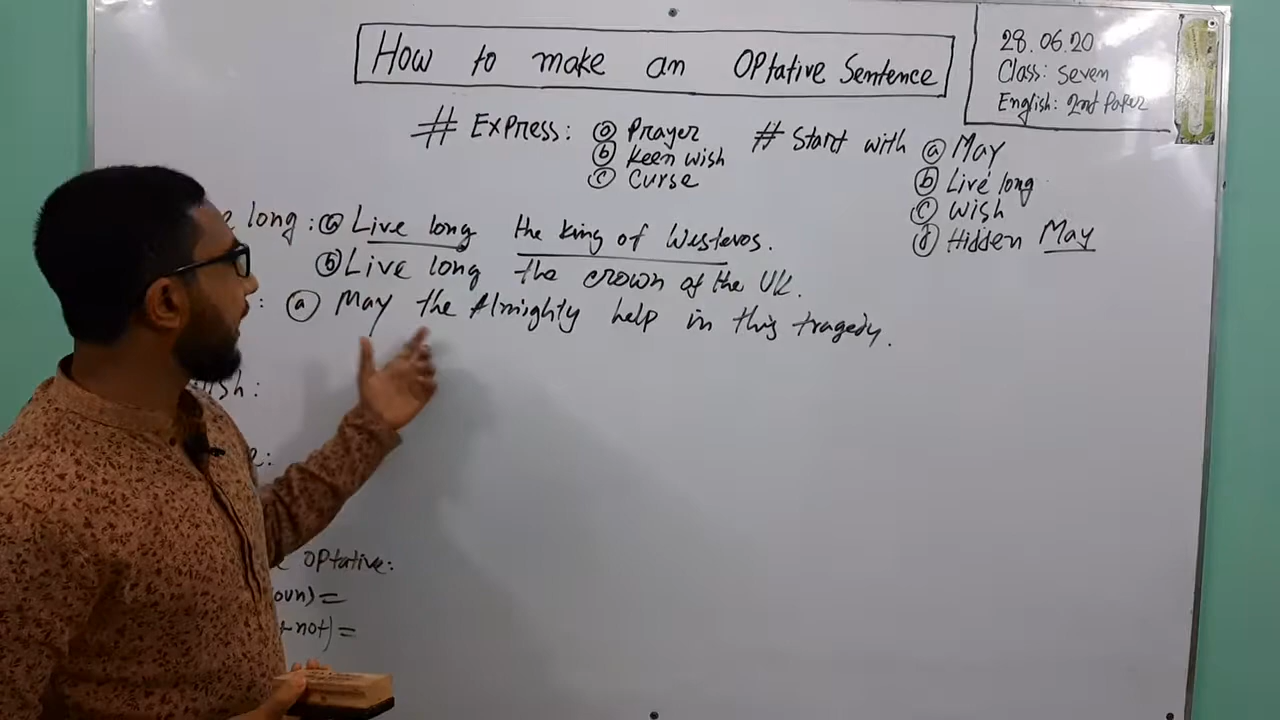 How to make an Optative Sentence
28.06.20
Class: Seven
English: 2nd Paper
# Express: ⓐ Prayer
ⓑ Keen wish
ⓒ Curse
# Start with ⓐ May
ⓑ Live long
ⓒ Wish
ⓓ Hidden May
long: ⓐ Live long the king of Westeros.
ⓑ Live long the crown of the UK.
: ⓐ May the Almighty help in this tragedy.
ish:
e:
e Optative:
oun) =
+ not) =